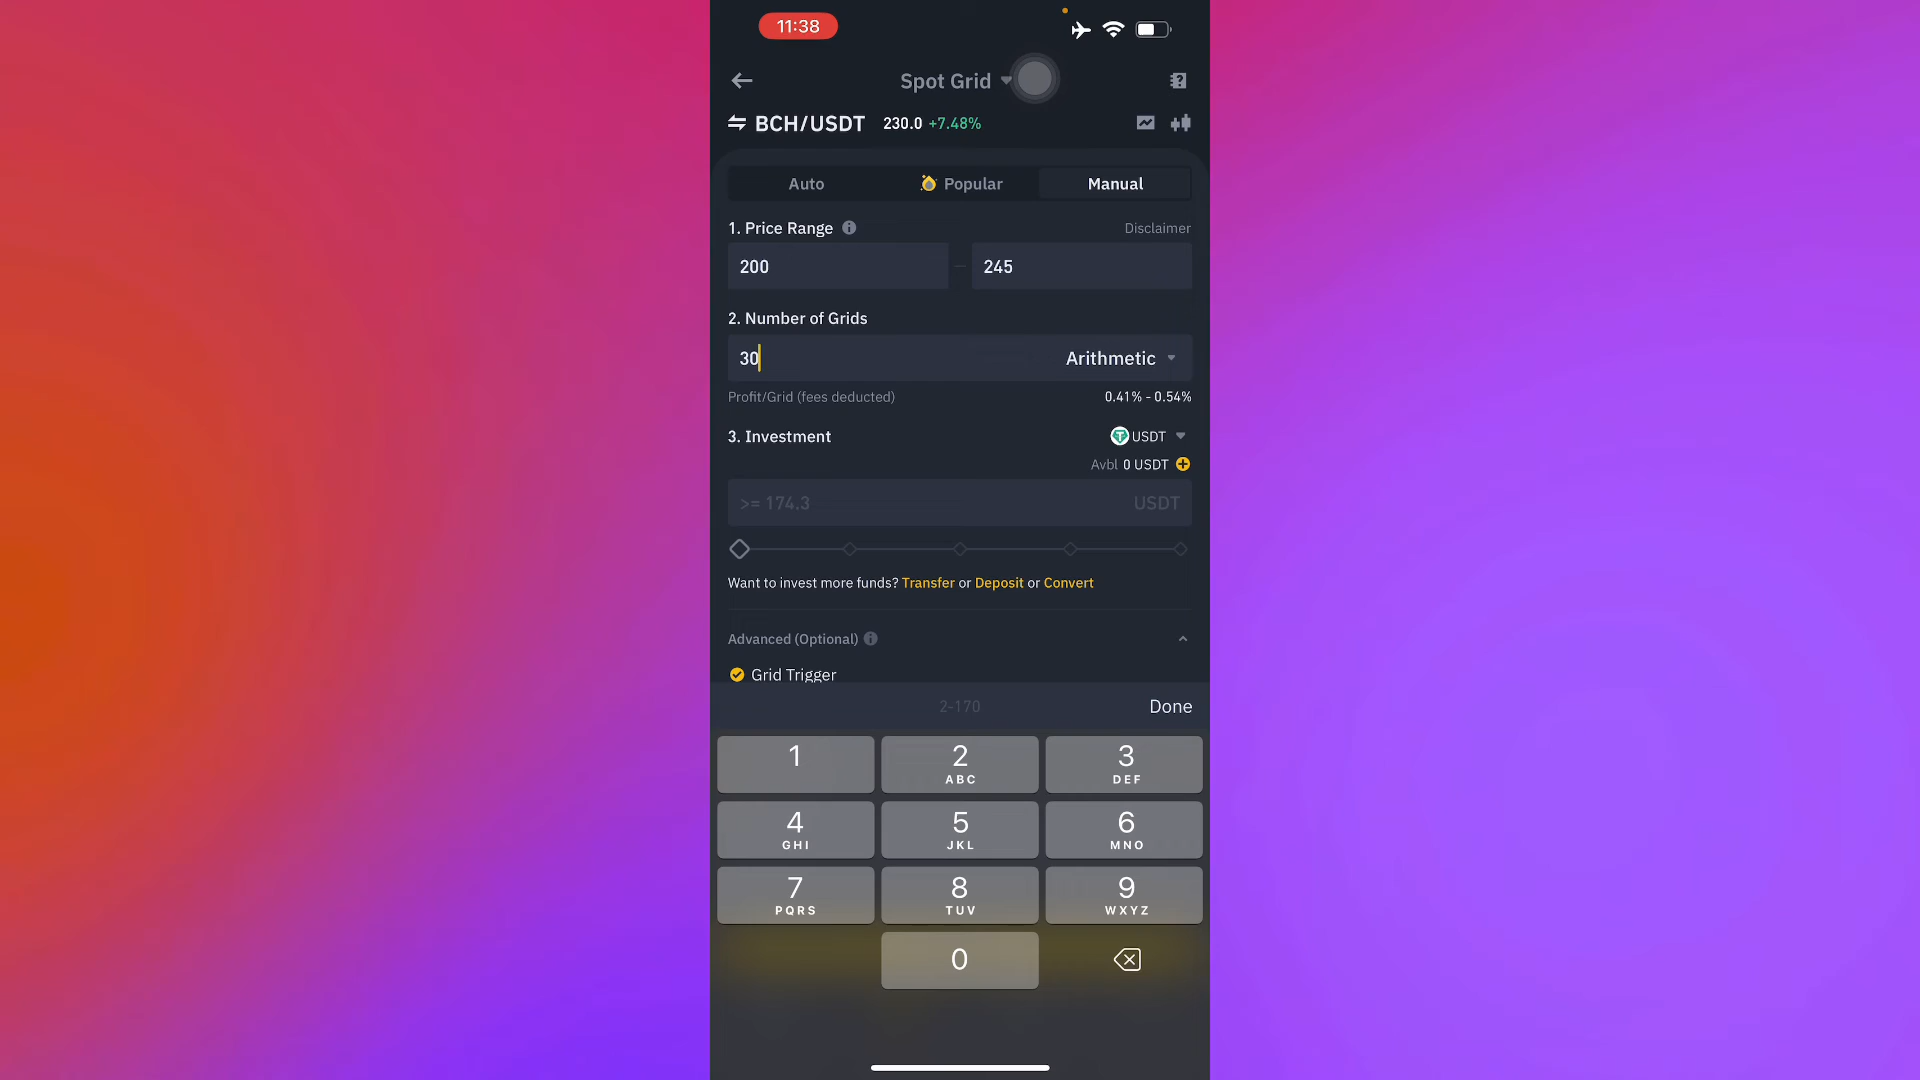 11:38
Spot Grid
BCH/USDT 230.0 +7.48%
Auto Popular Manual
1. Price Range Disclaimer
200 – 245
2. Number of Grids
30 Arithmetic
Profit/Grid (fees deducted) 0.41% - 0.54%
3. Investment USDT
Avbl 0 USDT
>= 174.3 USDT
Want to invest more funds? Transfer or Deposit or Convert
Advanced (Optional)
Grid Trigger
2-170 Done
1 2 3
ABC DEF
4 5 6
GHI JKL MNO
7 8 9
PQRS TUV WXYZ
0